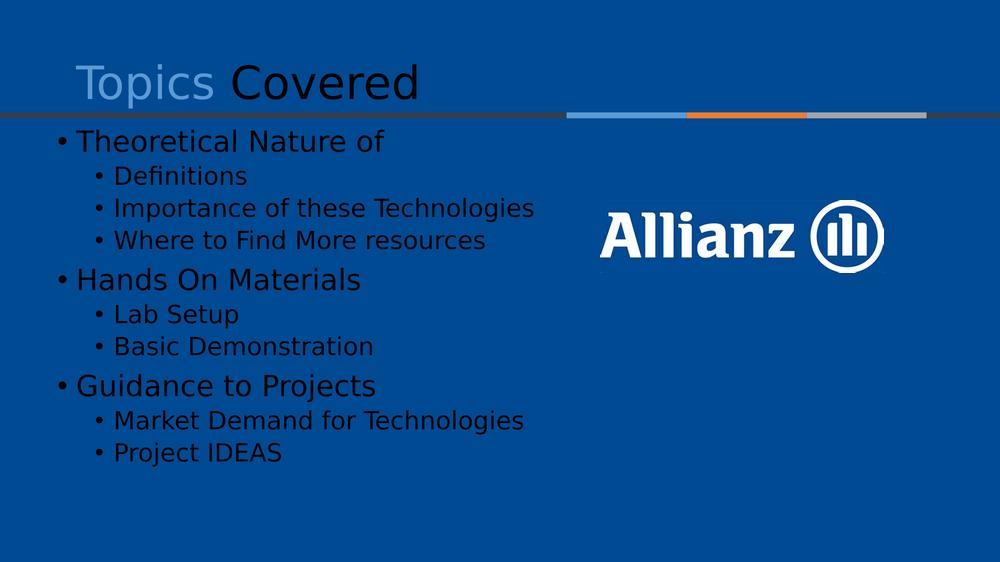 Topics Covered
• Theoretical Nature of
• Definitions
• Importance of these Technologies
• Where to Find More resources
• Hands On Materials
• Lab Setup
• Basic Demonstration
• Guidance to Projects
• Market Demand for Technologies
• Project IDEAS
Allianz